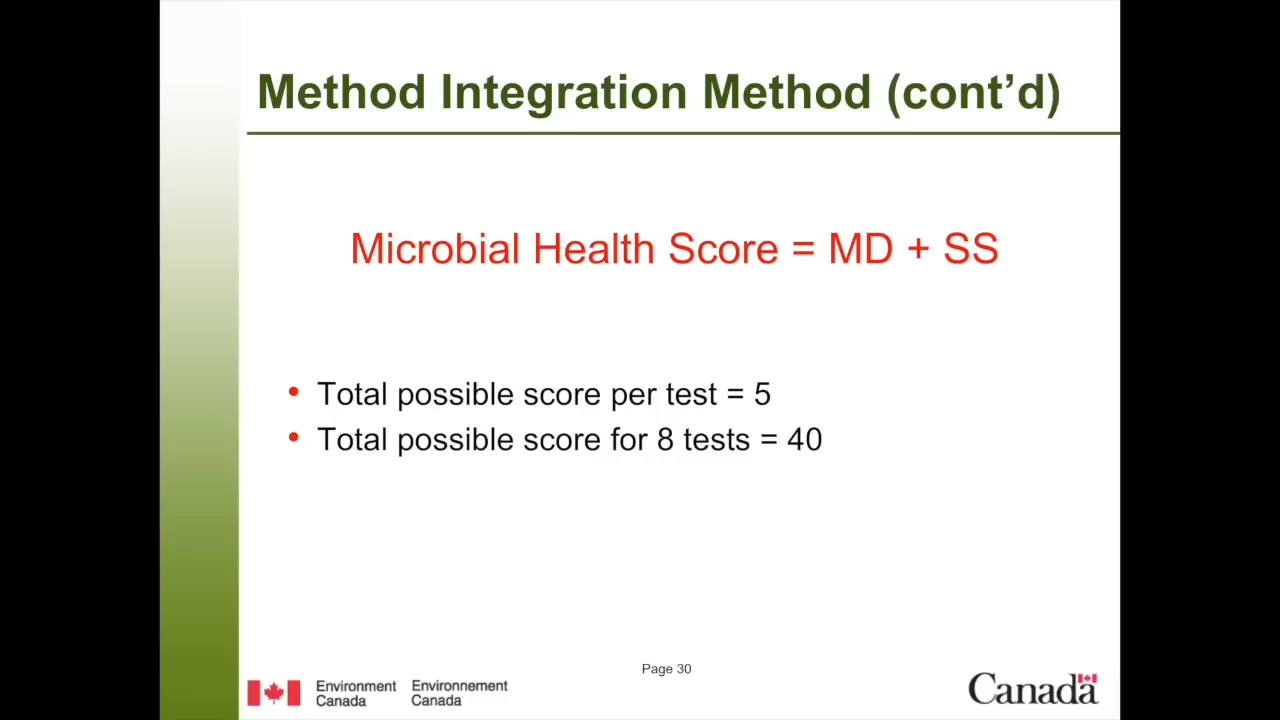 Method Integration Method (cont’d)
Microbial Health Score = MD + SS
• Total possible score per test = 5
• Total possible score for 8 tests = 40
Page 30
Environment Canada
Environnement Canada
Canada